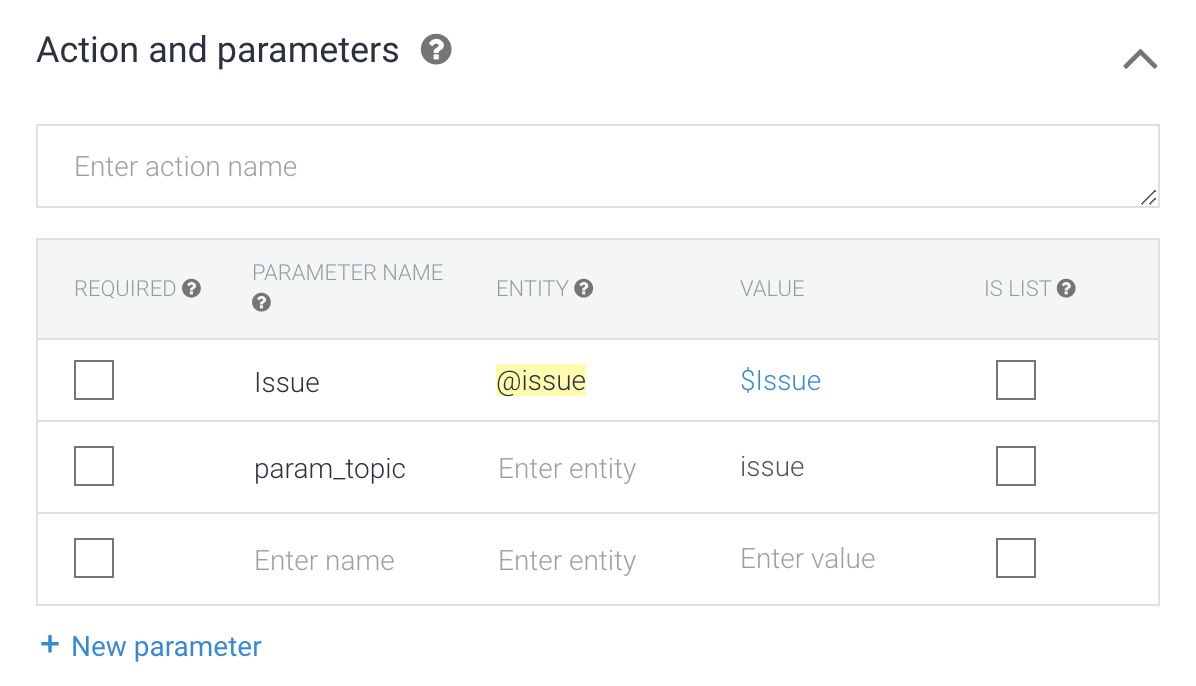 Action and parameters ?
Enter action name
REQUIRED ? PARAMETER NAME ? ENTITY ? VALUE IS LIST ?
Issue @issue $Issue
param_topic Enter entity issue
Enter name Enter entity Enter value
+ New parameter